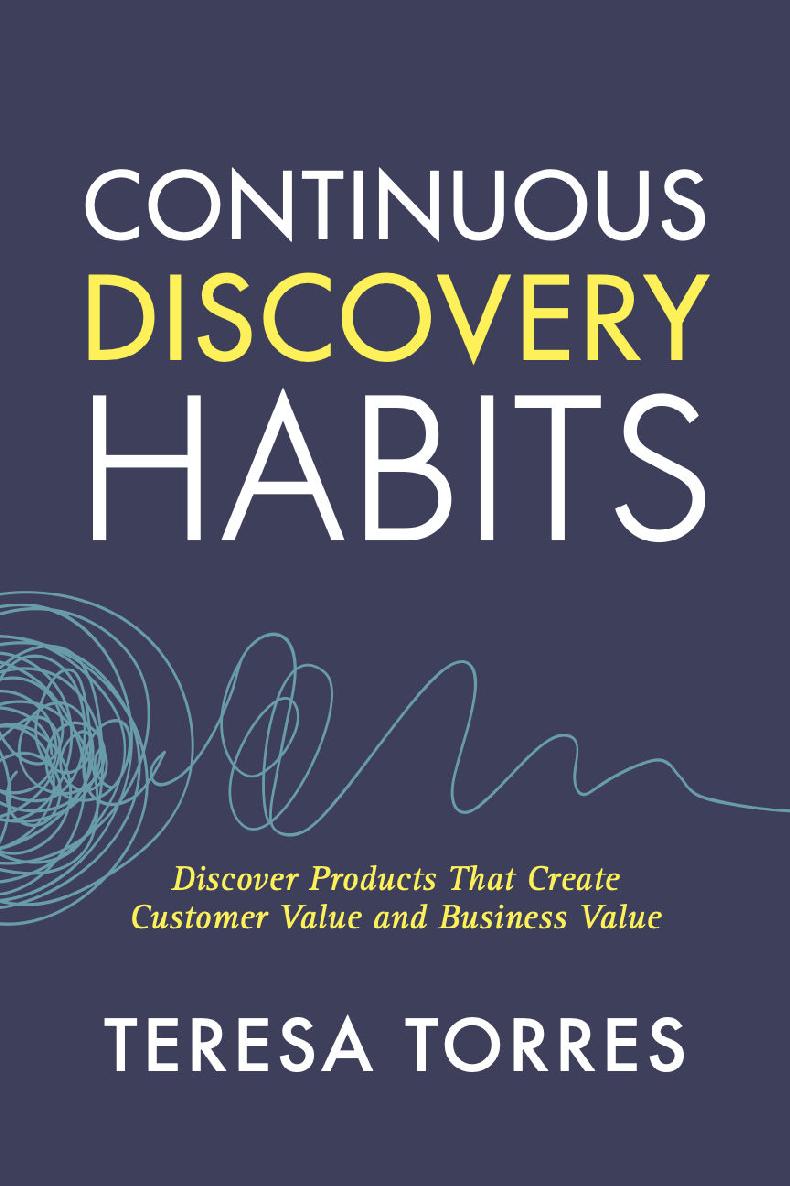 CONTINUOUS
DISCOVERY
HABITS
Discover Products That Create
Customer Value and Business Value
TERESA TORRES